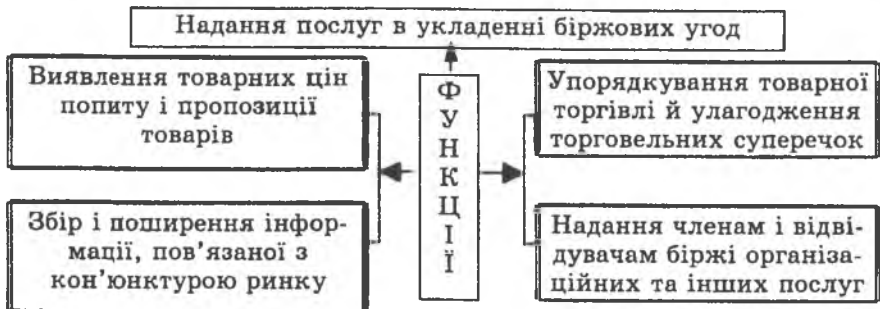 Надання послуг в укладенні біржових угод
Виявлення товарних цін
попиту і пропозиції
товарів
Збір і поширення інфор-
мації, пов’язаної з
кон’юнктурою ринку
Ф
У
Н
К
Ц
І
Ї
Упорядкування товарної
торгівлі й улагодження
торговельних суперечок
Надання членам і відві-
дувачам біржі організа-
ційних та інших послуг